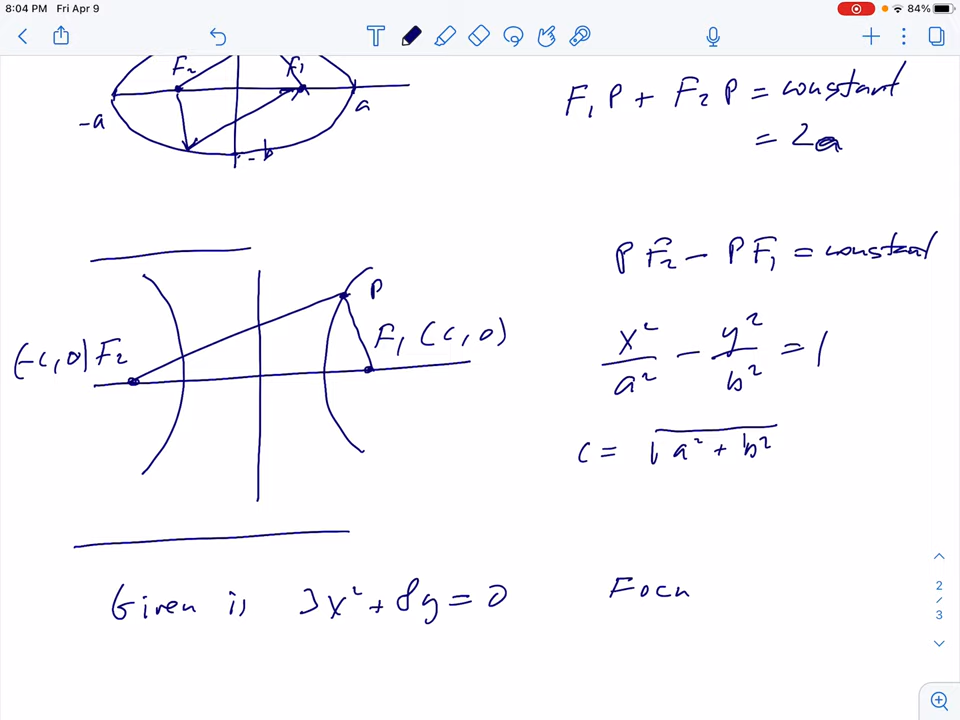 8:04 PM Fri Apr 9
84%
F₂ F₁
-a a
-b
F₁P + F₂P = constant
= 2a
PF₂ - PF₁ = constant
P
(-c,0) F₂ F₁ (c,0)
x²/a² - y²/b² = 1
c = √a² + b²
Given is 3x² + 8y = 0 Focu
2
/
3